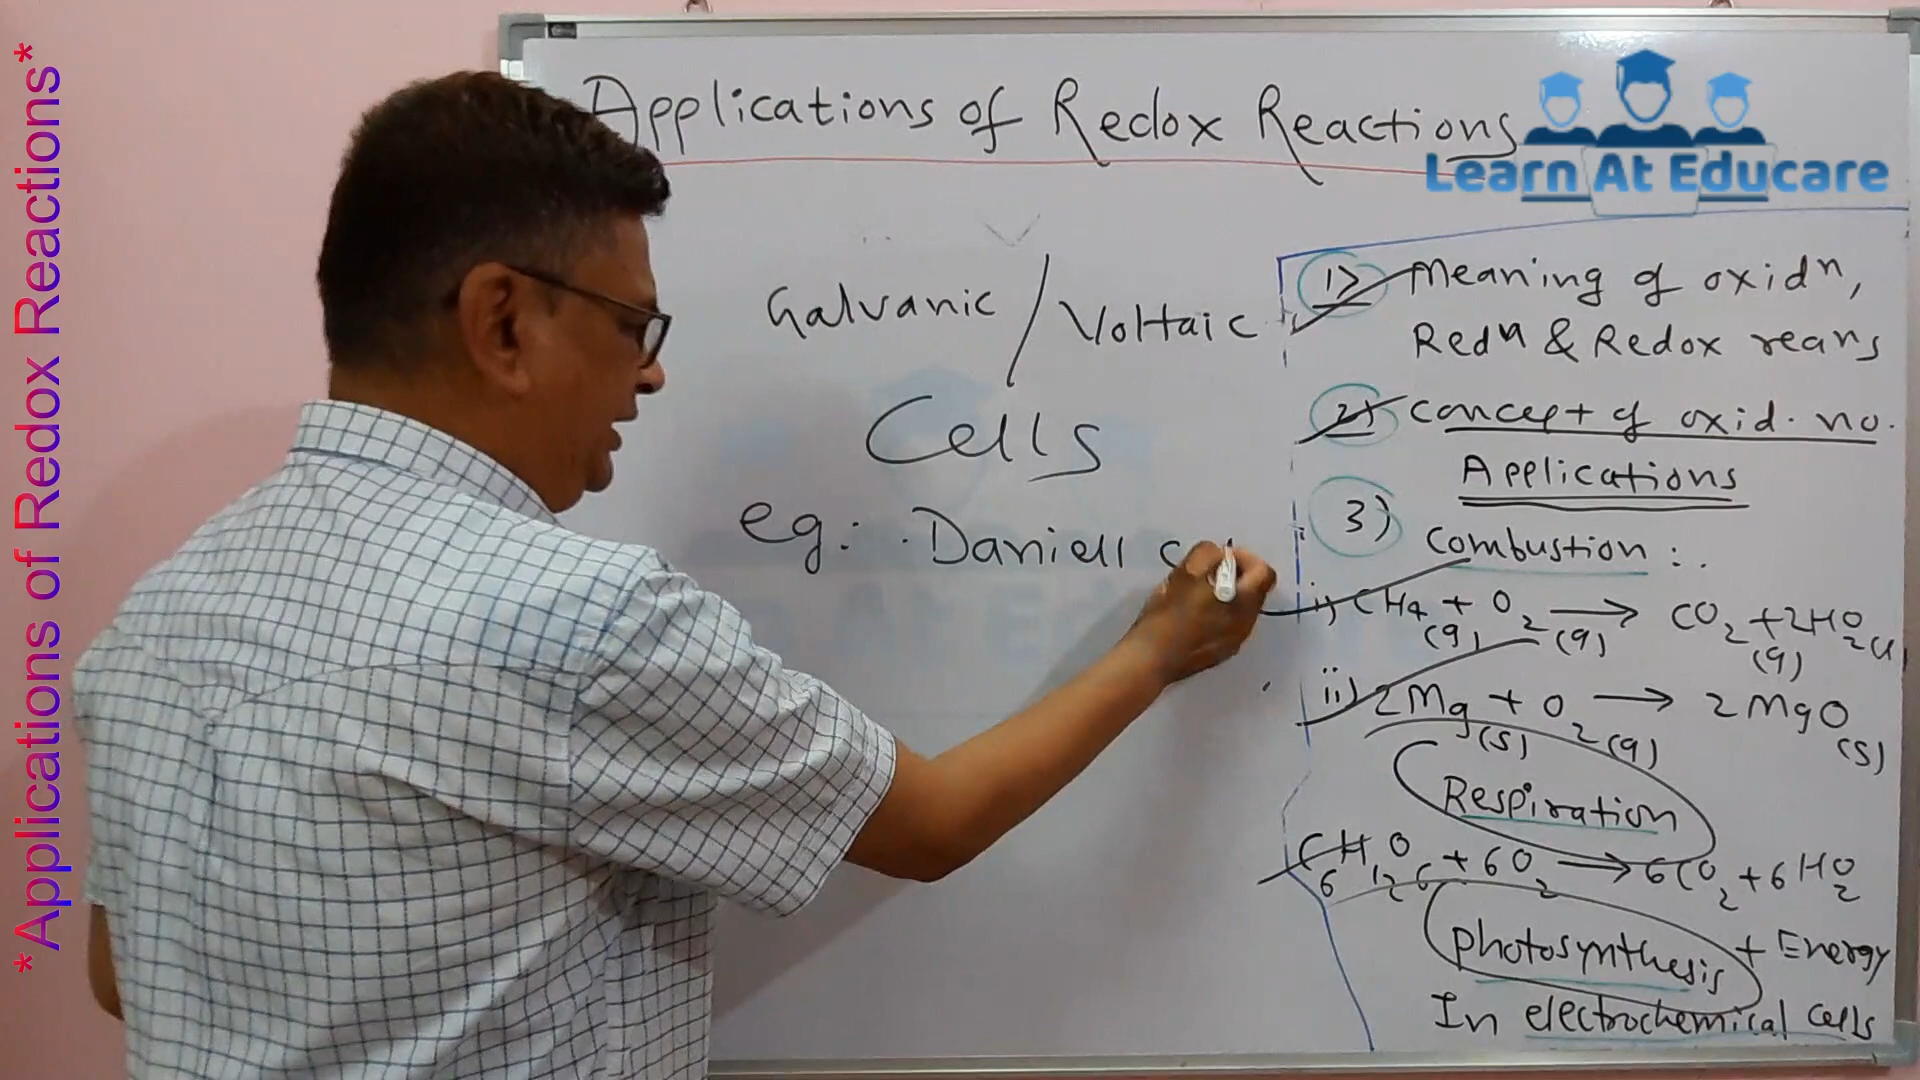 *Applications of Redox Reactions*
Applications of Redox Reactions
Learn At Educare
Galvanic / Voltaic
Cells
eg: Daniell
1) Meaning of oxidn,
Redn & Redox reans
2) concept of oxid. no.
Applications
3) Combustion :.
i) CH4(g) + O2(g) → CO2(g) + 2H2O
ii) 2Mg(s) + O2(g) → 2MgO(s)
Respiration
C6H12O6 + 6O2 → 6CO2 + 6H2O
+ Energy
photosynthesis
In electrochemical cells